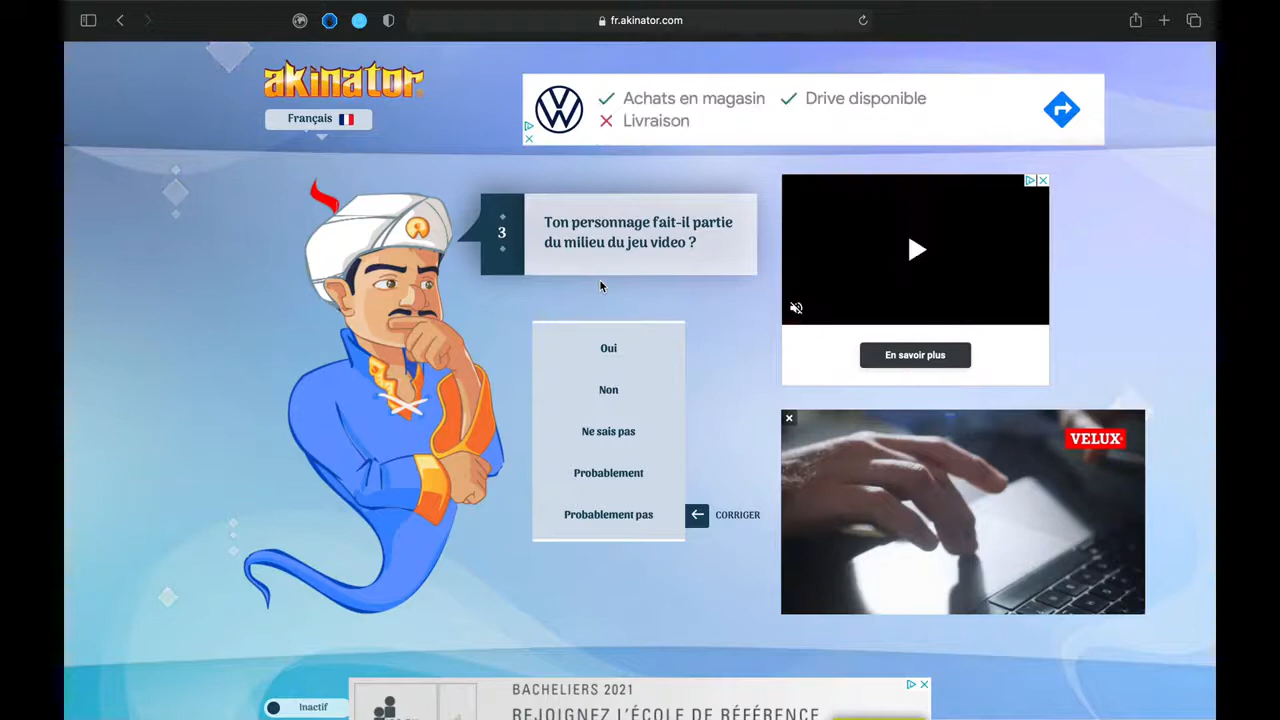 fr.akinator.com
akinator
Français
Achats en magasin
Drive disponible
Livraison
3
Ton personnage fait-il partie
du milieu du jeu video ?
Oui
Non
Ne sais pas
Probablement
Probablement pas
CORRIGER
En savoir plus
VELUX
Inactif
BACHELIERS 2021
REJOIGNEZ L'ÉCOLE DE RÉFÉRENCE